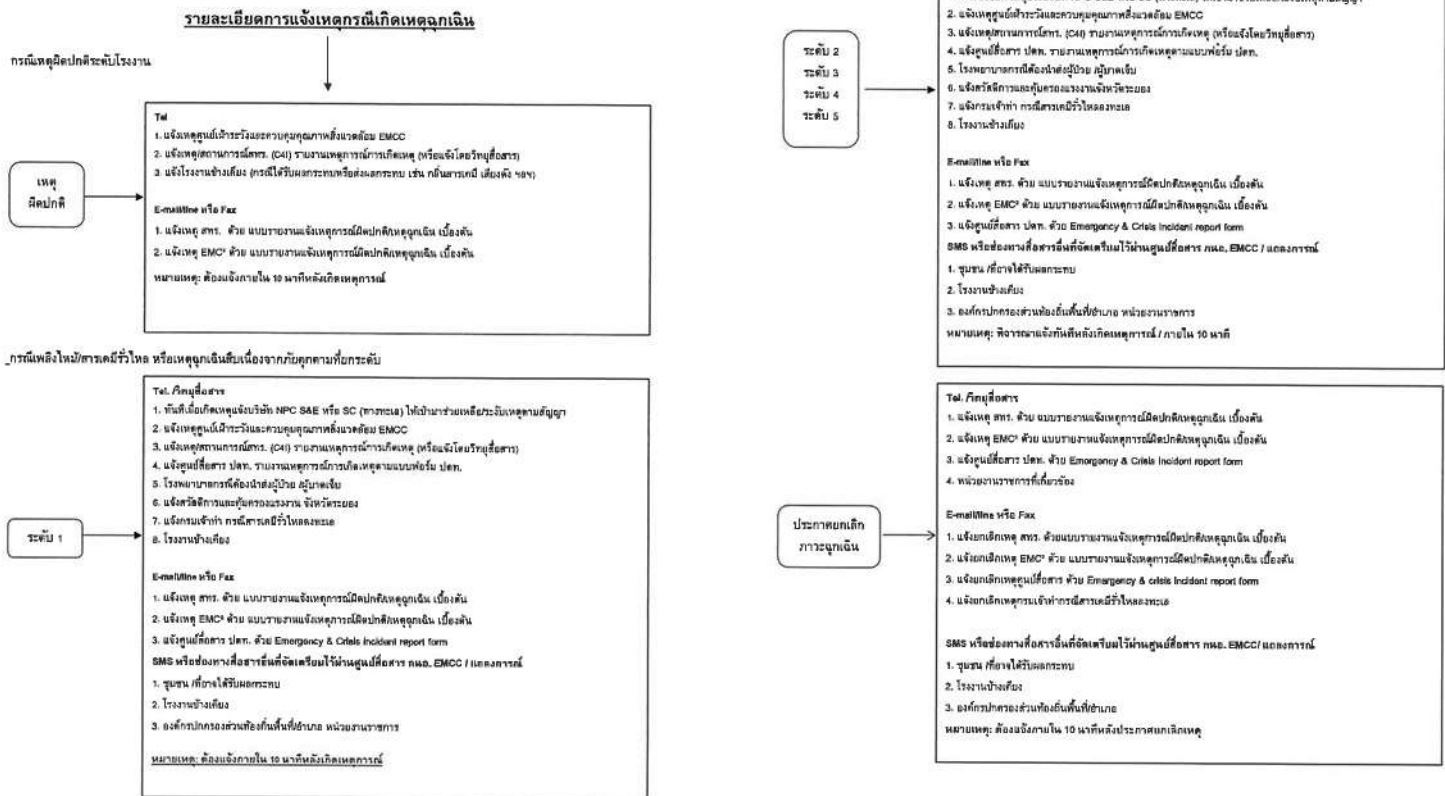 รายละเอียดการแจ้งเหตุกรณีเกิดเหตุฉุกเฉิน
กรณีเหตุผิดปกติระดับโรงงาน
เหตุ
ผิดปกติ
Tel
1. แจ้งเหตุศูนย์เฝ้าระวังและควบคุมคุณภาพสิ่งแวดล้อม EMCC
2. แจ้งเหตุ/สถานการณ์สทร. (C4I) รายงานเหตุการณ์การเกิดเหตุ (หรือแจ้งโดยวิทยุสื่อสาร)
3. แจ้งโรงงานข้างเคียง (กรณีได้รับผลกระทบหรือส่งผลกระทบ เช่น กลิ่นสารเคมี เสียงดัง ฯลฯ)
E-mail/line หรือ Fax
1. แจ้งเหตุ สทร. ด้วย แบบรายงานแจ้งเหตุการณ์ผิดปกติ/เหตุฉุกเฉิน เบื้องต้น
2. แจ้งเหตุ EMC² ด้วย แบบรายงานแจ้งเหตุการณ์ผิดปกติ/เหตุฉุกเฉิน เบื้องต้น
หมายเหตุ: ต้องแจ้งภายใน 10 นาทีหลังเกิดเหตุการณ์
_กรณีเพลิงไหม้/สารเคมีรั่วไหล หรือเหตุฉุกเฉินสืบเนื่องจากภัยคุกคามที่ยกระดับ
ระดับ 1
Tel. /วิทยุสื่อสาร
1. ทันทีเมื่อเกิดเหตุแจ้งบริษัท NPC S&E หรือ SC (ทางทะเล) ให้เข้ามาช่วยเหลือ/ระงับเหตุตามสัญญา
2. แจ้งเหตุศูนย์เฝ้าระวังและควบคุมคุณภาพสิ่งแวดล้อม EMCC
3. แจ้งเหตุ/สถานการณ์สทร. (C4I) รายงานเหตุการณ์การเกิดเหตุ (หรือแจ้งโดยวิทยุสื่อสาร)
4. แจ้งศูนย์สื่อสาร ปตท. รายงานเหตุการณ์การเกิดเหตุตามแบบฟอร์ม ปตท.
5. โรงพยาบาลกรณีต้องนำส่งผู้ป่วย /ผู้บาดเจ็บ
6. แจ้งสวัสดิการและคุ้มครองแรงงาน จังหวัดระยอง
7. แจ้งกรมเจ้าท่า กรณีสารเคมีรั่วไหลลงทะเล
8. โรงงานข้างเคียง
E-mail/line หรือ Fax
1. แจ้งเหตุ สทร. ด้วย แบบรายงานแจ้งเหตุการณ์ผิดปกติ/เหตุฉุกเฉิน เบื้องต้น
2. แจ้งเหตุ EMC² ด้วย แบบรายงานแจ้งเหตุการณ์ผิดปกติ/เหตุฉุกเฉิน เบื้องต้น
3. แจ้งศูนย์สื่อสาร ปตท. ด้วย Emergency & Crisis incident report form
SMS หรือช่องทางสื่อสารอื่นที่จัดเตรียมไว้ผ่านศูนย์สื่อสาร กนอ. EMCC / แถลงการณ์
1. ชุมชน /ที่อาจได้รับผลกระทบ
2. โรงงานข้างเคียง
3. องค์กรปกครองส่วนท้องถิ่นพื้นที่/อำเภอ หน่วยงานราชการ
หมายเหตุ: ต้องแจ้งภายใน 10 นาทีหลังเกิดเหตุการณ์
ระดับ 2
ระดับ 3
ระดับ 4
ระดับ 5
2. แจ้งเหตุศูนย์เฝ้าระวังและควบคุมคุณภาพสิ่งแวดล้อม EMCC
3. แจ้งเหตุ/สถานการณ์สทร. (C4I) รายงานเหตุการณ์การเกิดเหตุ (หรือแจ้งโดยวิทยุสื่อสาร)
4. แจ้งศูนย์สื่อสาร ปตท. รายงานเหตุการณ์การเกิดเหตุตามแบบฟอร์ม ปตท.
5. โรงพยาบาลกรณีต้องนำส่งผู้ป่วย /ผู้บาดเจ็บ
6. แจ้งสวัสดิการและคุ้มครองแรงงานจังหวัดระยอง
7. แจ้งกรมเจ้าท่า กรณีสารเคมีรั่วไหลลงทะเล
8. โรงงานข้างเคียง
E-mail/line หรือ Fax
1. แจ้งเหตุ สทร. ด้วย แบบรายงานแจ้งเหตุการณ์ผิดปกติ/เหตุฉุกเฉิน เบื้องต้น
2. แจ้งเหตุ EMC² ด้วย แบบรายงานแจ้งเหตุการณ์ผิดปกติ/เหตุฉุกเฉิน เบื้องต้น
3. แจ้งศูนย์สื่อสาร ปตท. ด้วย Emergency & Crisis Incident report form
SMS หรือช่องทางสื่อสารอื่นที่จัดเตรียมไว้ผ่านศูนย์สื่อสาร กนอ. EMCC / แถลงการณ์
1. ชุมชน /ที่อาจได้รับผลกระทบ
2. โรงงานข้างเคียง
3. องค์กรปกครองส่วนท้องถิ่นพื้นที่/อำเภอ หน่วยงานราชการ
หมายเหตุ: พิจารณาแจ้งทันทีหลังเกิดเหตุการณ์ / ภายใน 10 นาที
ประกาศยกเลิก
ภาวะฉุกเฉิน
Tel. /วิทยุสื่อสาร
1. แจ้งเหตุ สทร. ด้วย แบบรายงานแจ้งเหตุการณ์ผิดปกติ/เหตุฉุกเฉิน เบื้องต้น
2. แจ้งเหตุ EMC² ด้วย แบบรายงานแจ้งเหตุการณ์ผิดปกติ/เหตุฉุกเฉิน เบื้องต้น
3. แจ้งศูนย์สื่อสาร ปตท. ด้วย Emorgency & Crisis Incident report form
4. หน่วยงานราชการที่เกี่ยวข้อง
E-mail/line หรือ Fax
1. แจ้งยกเลิกเหตุ สทร. ด้วยแบบรายงานแจ้งเหตุการณ์ผิดปกติ/เหตุฉุกเฉิน เบื้องต้น
2. แจ้งยกเลิกเหตุ EMC² ด้วย แบบรายงานแจ้งเหตุการณ์ผิดปกติ/เหตุฉุกเฉิน เบื้องต้น
3. แจ้งยกเลิกเหตุศูนย์สื่อสาร ด้วย Emergency & crisis Incident report form
4. แจ้งยกเลิกเหตุกรมเจ้าท่ากรณีสารเคมีรั่วไหลลงทะเล
SMS หรือช่องทางสื่อสารอื่นที่จัดเตรียมไว้ผ่านศูนย์สื่อสาร กนอ. EMCC/ แถลงการณ์
1. ชุมชน /ที่อาจได้รับผลกระทบ
2. โรงงานข้างเคียง
3. องค์กรปกครองส่วนท้องถิ่นพื้นที่/อำเภอ
หมายเหตุ: ต้องแจ้งภายใน 10 นาทีหลังประกาศยกเลิกเหตุ